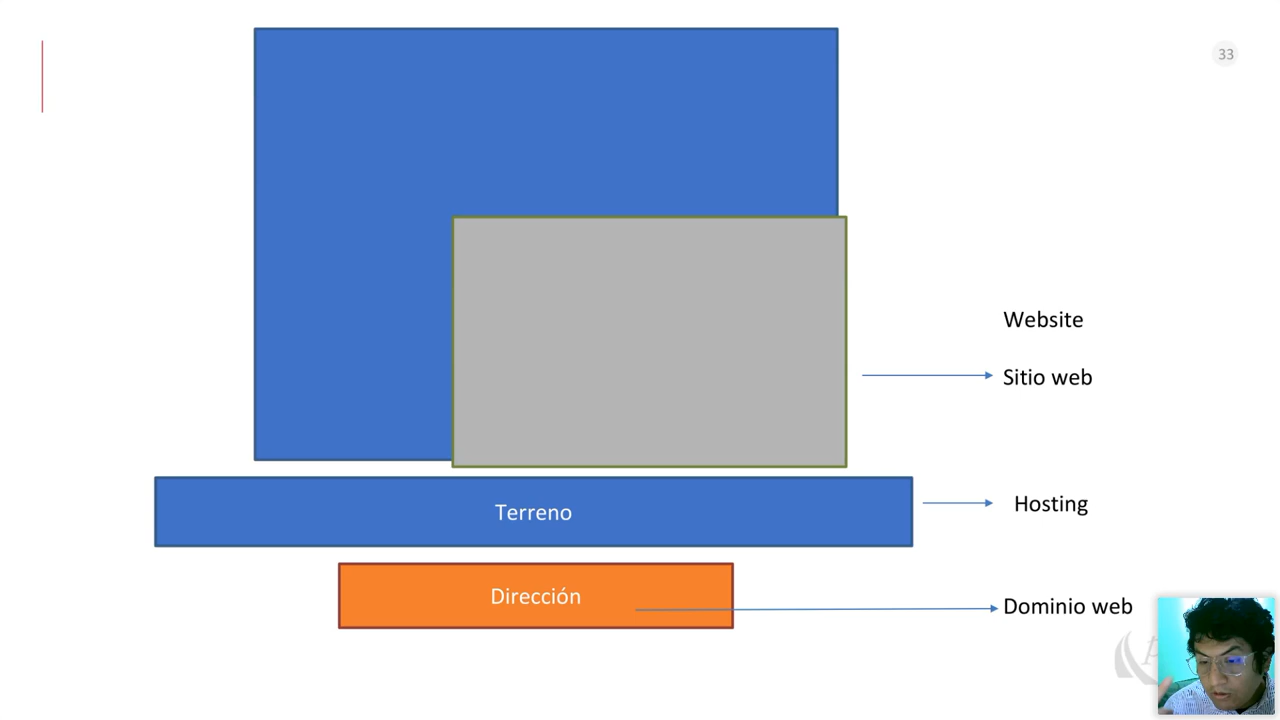 33
Website
Sitio web
Terreno
Hosting
Dirección
Dominio web